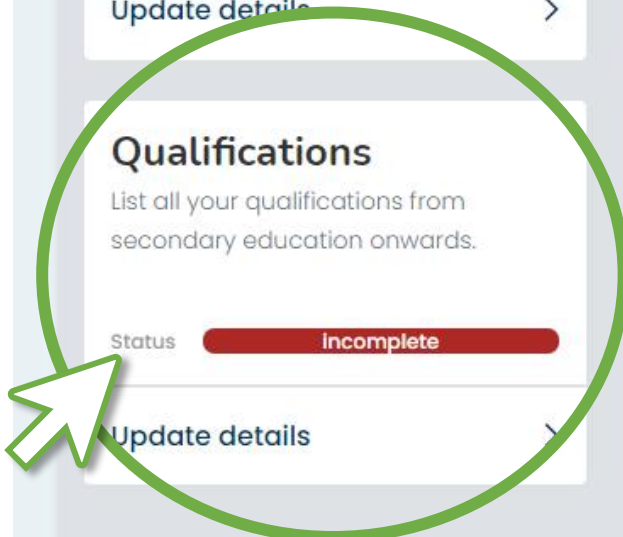 Update details
Qualifications
List all your qualifications from
secondary education onwards.
Status incomplete
Update details